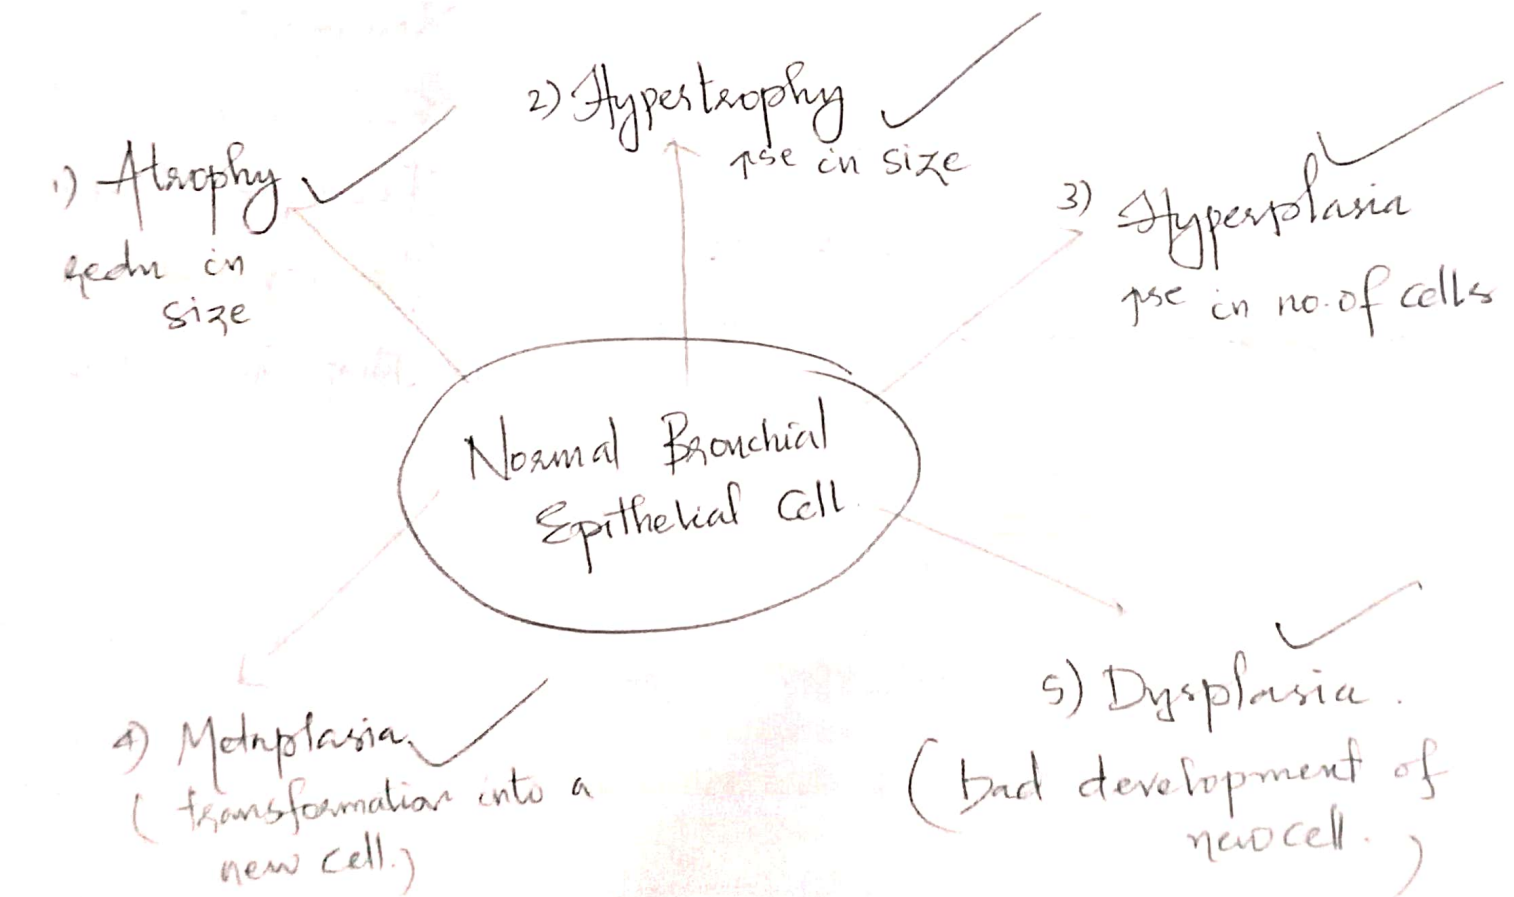 1) Atrophy
redn in
size
2) Hypertrophy
↑se in size
3) Hyperplasia
↑se in no. of cells
Normal Bronchial
Epithelial Cell.
4) Metaplasia.
( transformation into a
new cell.)
5) Dysplasia.
( bad development of
new cell. )